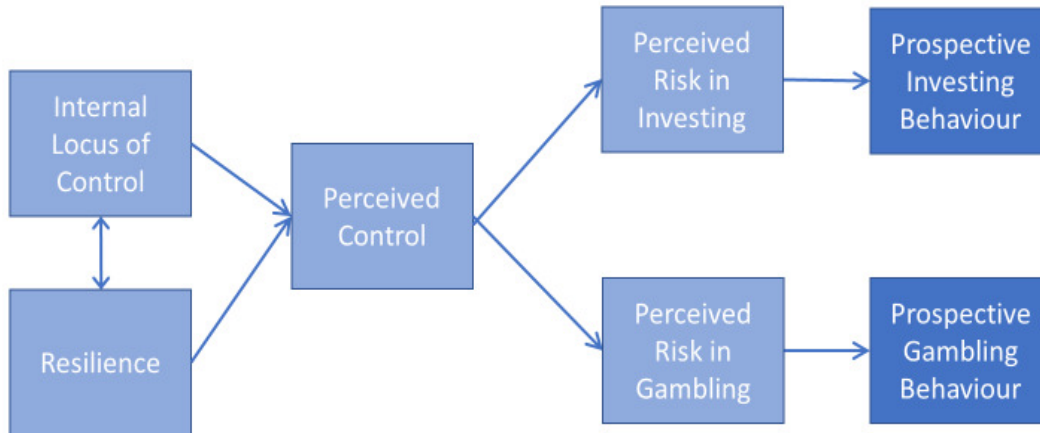 Internal
Locus of
Control
Resilience
Perceived
Control
Perceived
Risk in
Investing
Prospective
Investing
Behaviour
Perceived
Risk in
Gambling
Prospective
Gambling
Behaviour